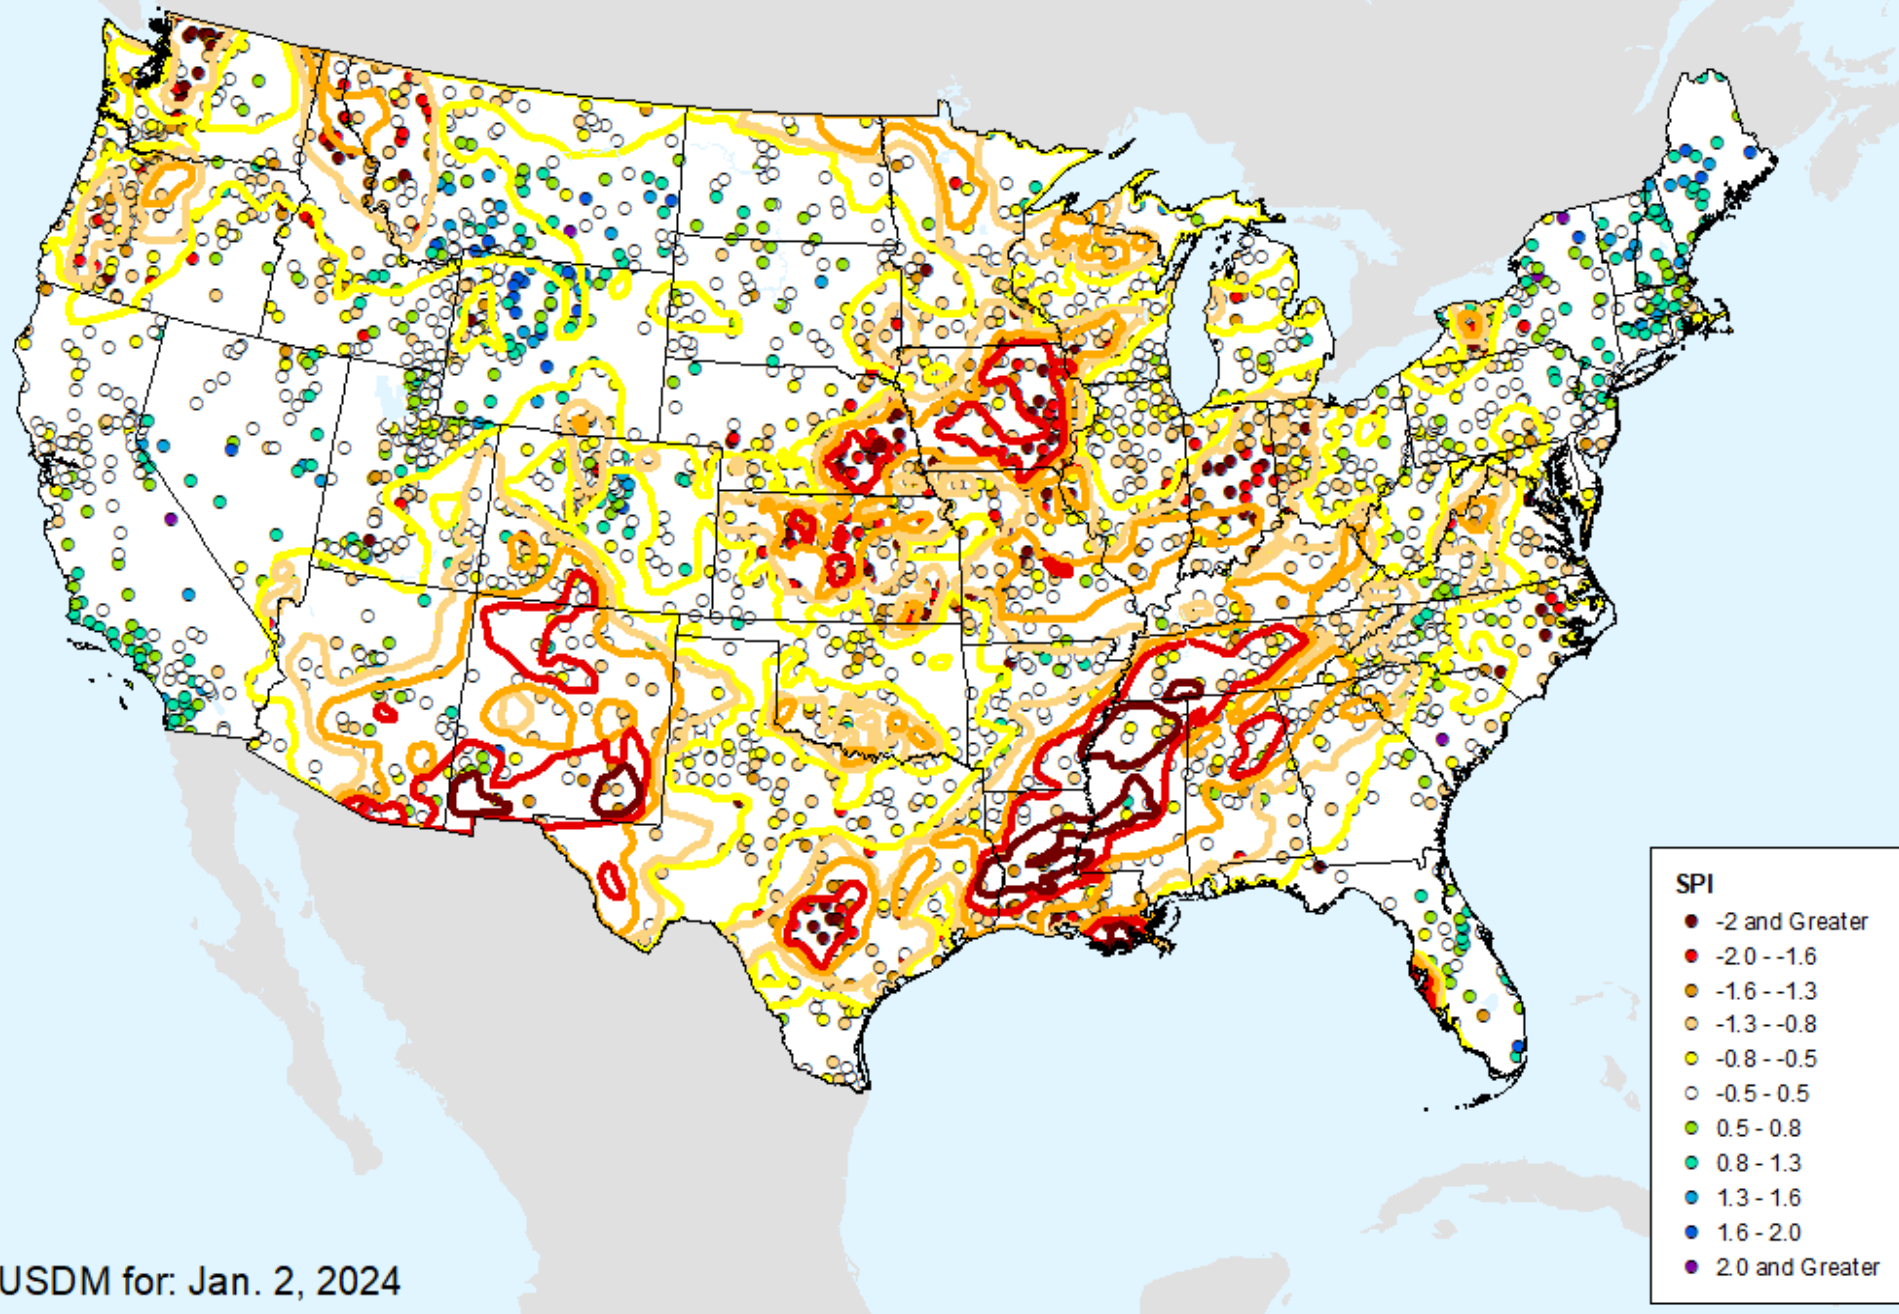 SPI
-2 and Greater
-2.0 - -1.6
-1.6 - -1.3
-1.3 - -0.8
-0.8 - -0.5
-0.5 - 0.5
0.5 - 0.8
0.8 - 1.3
1.3 - 1.6
1.6 - 2.0
2.0 and Greater
USDM for: Jan. 2, 2024